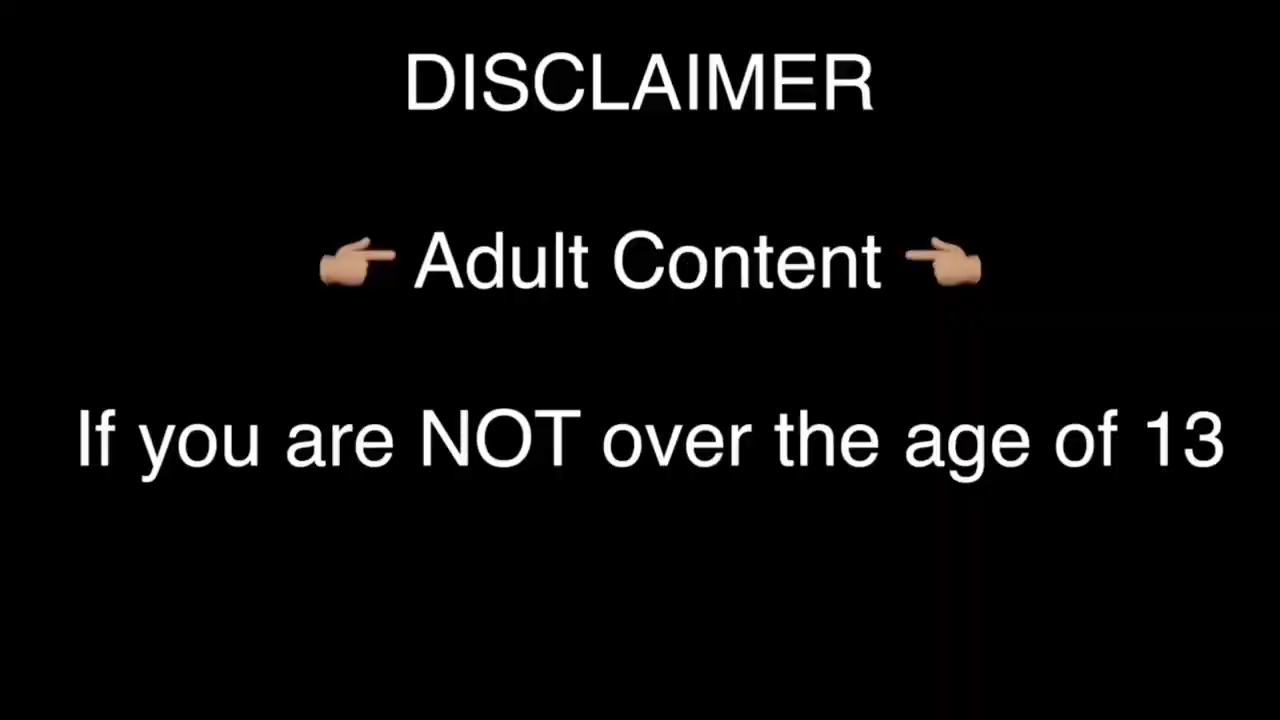 DISCLAIMER
👉🏼 Adult Content 👈🏼
If you are NOT over the age of 13